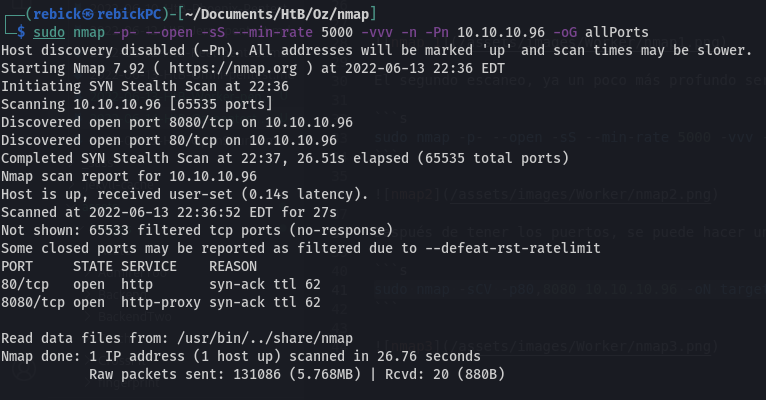 (rebick㉿rebickPC)-[~/Documents/HtB/Oz/nmap]
$ sudo nmap -p- --open -sS --min-rate 5000 -vvv -n -Pn 10.10.10.96 -oG allPorts
Host discovery disabled (-Pn). All addresses will be marked 'up' and scan times may be slower.
Starting Nmap 7.92 ( https://nmap.org ) at 2022-06-13 22:36 EDT
Initiating SYN Stealth Scan at 22:36
Scanning 10.10.10.96 [65535 ports]
Discovered open port 8080/tcp on 10.10.10.96
Discovered open port 80/tcp on 10.10.10.96
Completed SYN Stealth Scan at 22:37, 26.51s elapsed (65535 total ports)
Nmap scan report for 10.10.10.96
Host is up, received user-set (0.14s latency).
Scanned at 2022-06-13 22:36:52 EDT for 27s
Not shown: 65533 filtered tcp ports (no-response)
Some closed ports may be reported as filtered due to --defeat-rst-ratelimit
PORT     STATE SERVICE    REASON
80/tcp   open  http       syn-ack ttl 62
8080/tcp open  http-proxy syn-ack ttl 62
Read data files from: /usr/bin/../share/nmap
Nmap done: 1 IP address (1 host up) scanned in 26.76 seconds
Raw packets sent: 131086 (5.768MB) | Rcvd: 20 (880B)